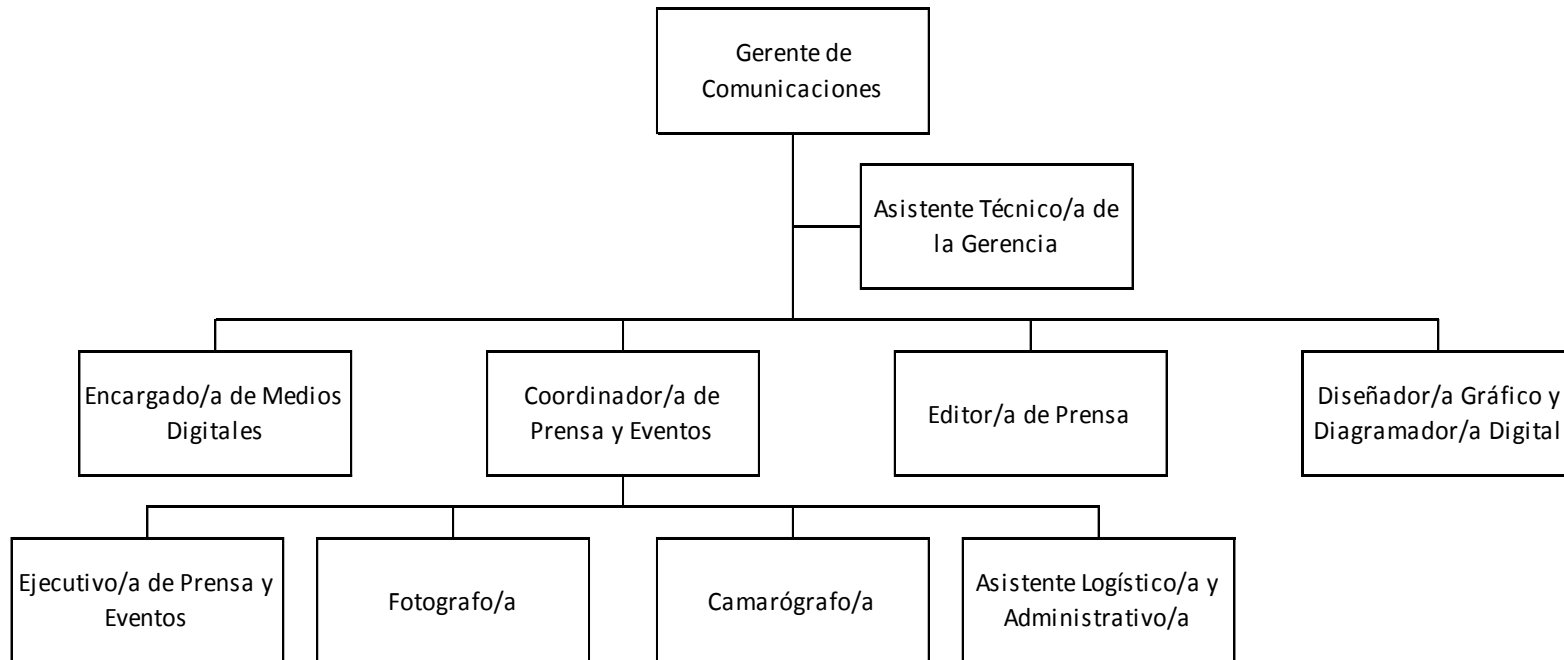 Gerente de
Comunicaciones
Asistente Técnico/a de
la Gerencia
Encargado/a de Medios
Digitales
Coordinador/a de
Prensa y Eventos
Editor/a de Prensa
Diseñador/a Gráfico y
Diagramador/a Digital
Ejecutivo/a de Prensa y
Eventos
Fotografo/a
Camarógrafo/a
Asistente Logístico/a y
Administrativo/a